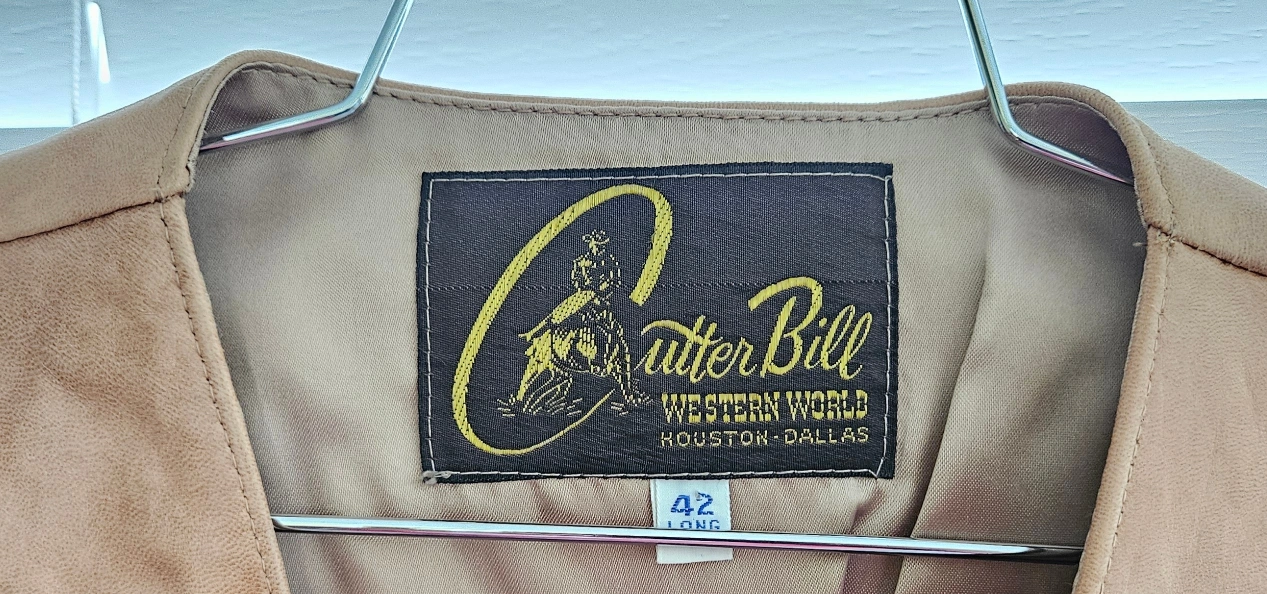 Cutter Bill
WESTERN WORLD
HOUSTON-DALLAS
42
LONG